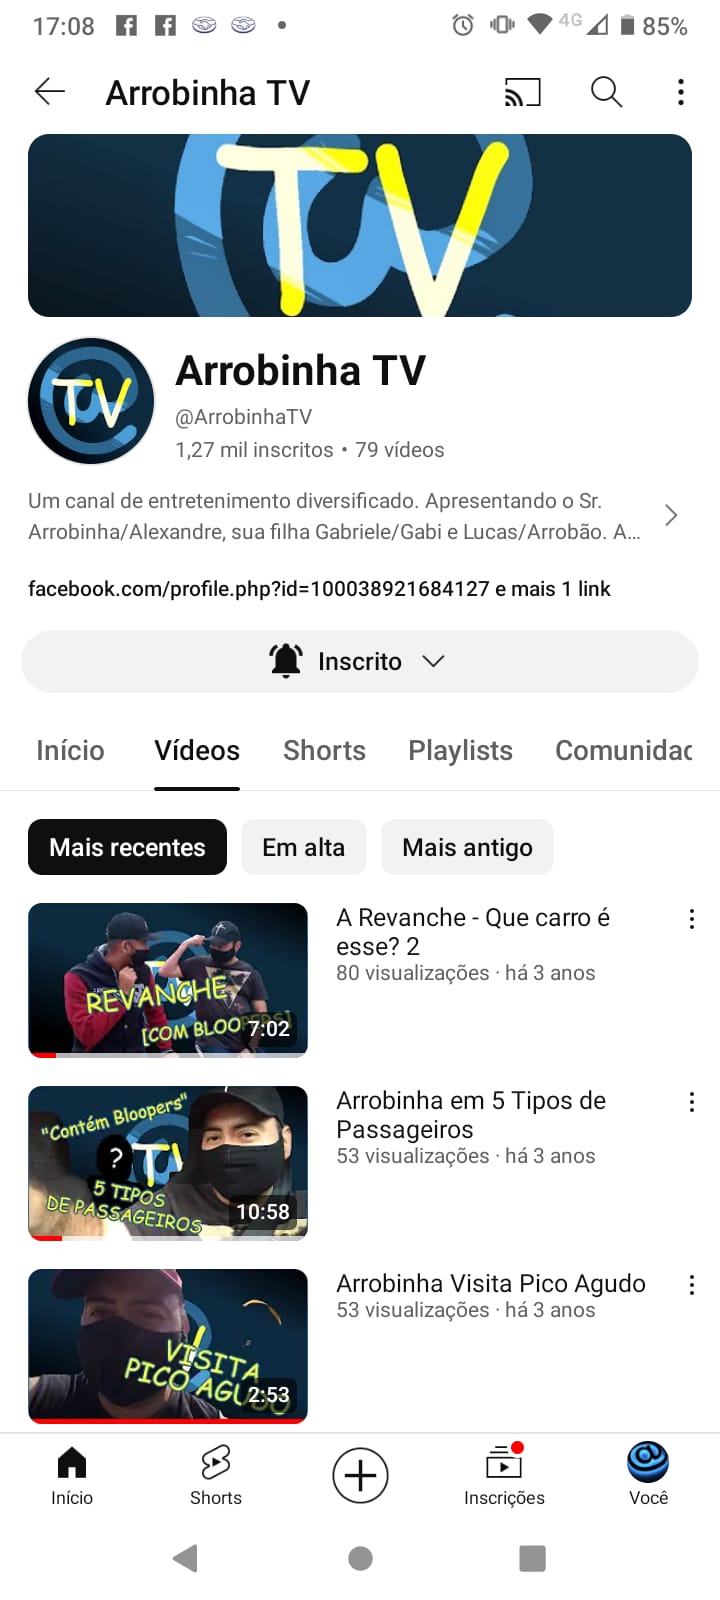 17:08
4G
85%
Arrobinha TV
TV
TV
Arrobinha TV
@ArrobinhaTV
1,27 mil inscritos • 79 vídeos
Um canal de entretenimento diversificado. Apresentando o Sr.
Arrobinha/Alexandre, sua filha Gabriele/Gabi e Lucas/Arrobão. A...
facebook.com/profile.php?id=100038921684127 e mais 1 link
Inscrito
Início Vídeos Shorts Playlists Comunidad
Mais recentes Em alta Mais antigo
REVANCHE
[COM BLOOPERS]
7:02
A Revanche - Que carro é
esse? 2
80 visualizações · há 3 anos
"Contém Bloopers"
?
TV
5 TIPOS
DE PASSAGEIROS
10:58
Arrobinha em 5 Tipos de
Passageiros
53 visualizações · há 3 anos
VISITA
PICO AGUDO
2:53
Arrobinha Visita Pico Agudo
53 visualizações · há 3 anos
Início Shorts Inscrições Você